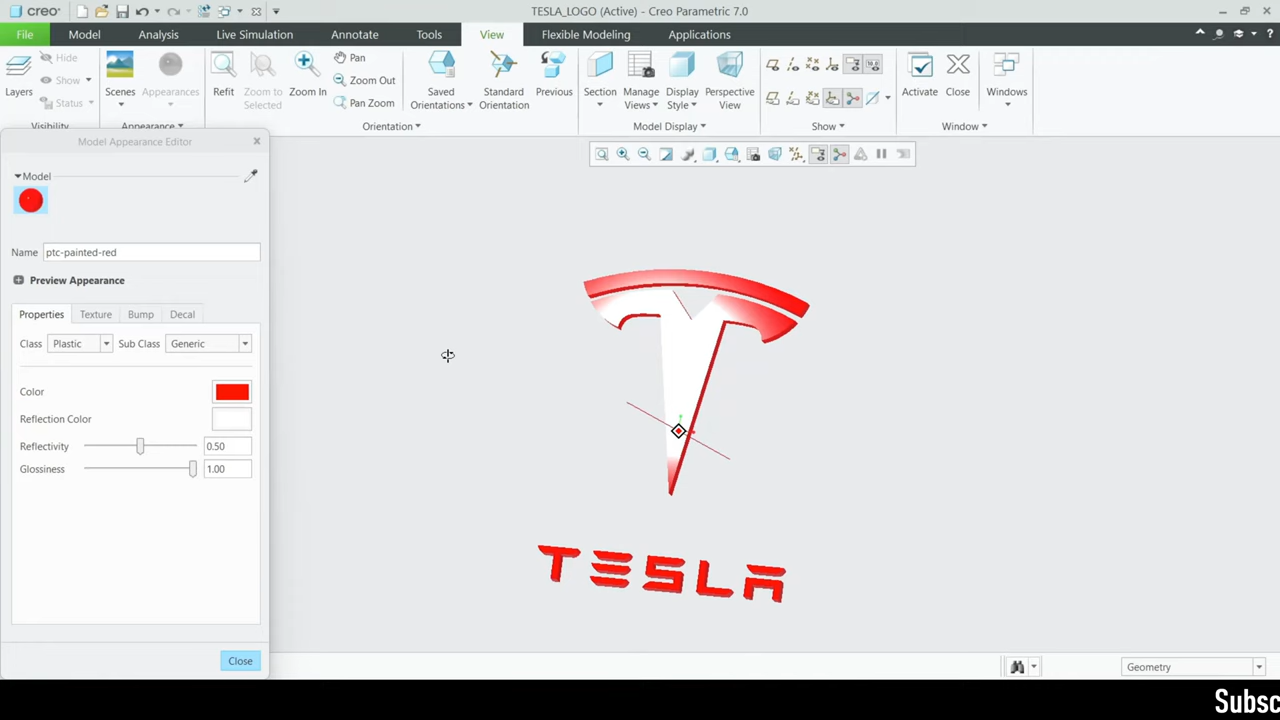 creo
TESLA_LOGO (Active) - Creo Parametric 7.0
File Model Analysis Live Simulation Annotate Tools View Flexible Modeling Applications
Layers
Hide
Show
Status
Visibility
Scenes
Appearances
Appearance
Refit
Zoom to Selected
Zoom In
Pan
Zoom Out
Pan Zoom
Saved Orientations
Standard Orientation
Previous
Orientation
Section
Manage Views
Display Style
Perspective View
Model Display
Show
Activate
Close
Windows
Window
Model Appearance Editor
Model
Name ptc-painted-red
Preview Appearance
Properties Texture Bump Decal
Class Plastic Sub Class Generic
Color
Reflection Color
Reflectivity 0.50
Glossiness 1.00
Close
TESLA
Geometry
Subsc